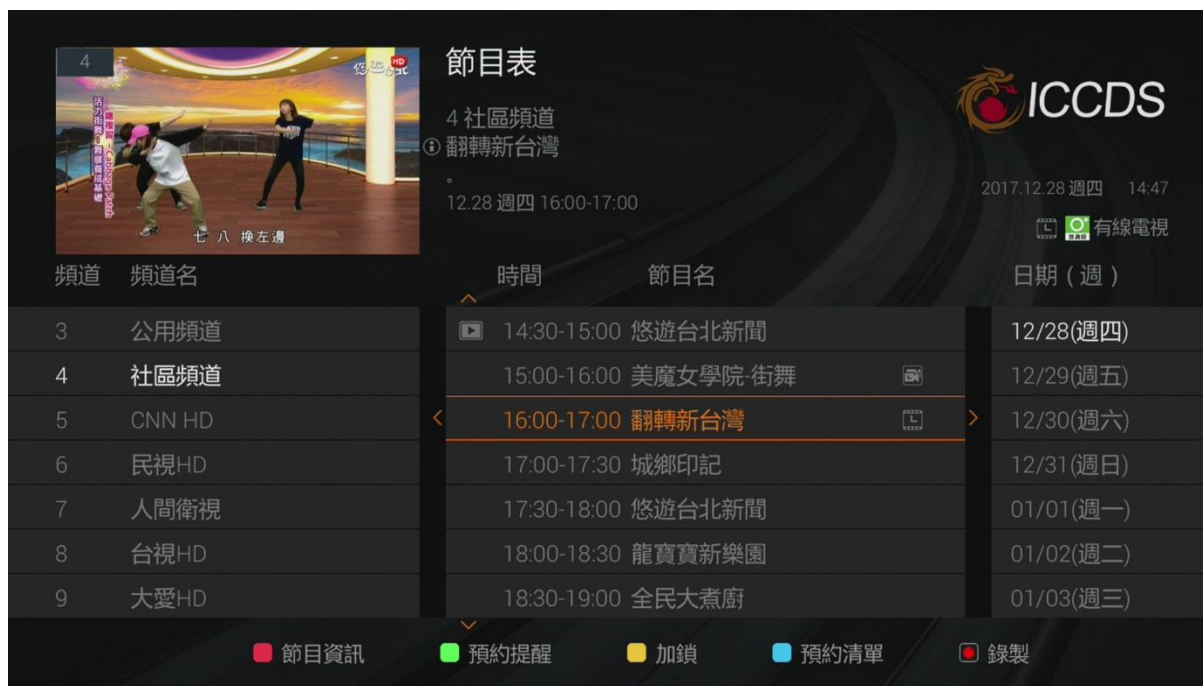 4
HD
七 八 換左邊
節目表
4 社區頻道
翻轉新台灣
。
12.28 週四 16:00-17:00
ICCDS
2017.12.28 週四 14:47
有線電視
頻道 頻道名 時間 節目名 日期(週)
3 公用頻道 14:30-15:00 悠遊台北新聞 12/28(週四)
4 社區頻道 15:00-16:00 美魔女學院-街舞 12/29(週五)
5 CNN HD 16:00-17:00 翻轉新台灣 12/30(週六)
6 民視HD 17:00-17:30 城鄉印記 12/31(週日)
7 人間衛視 17:30-18:00 悠遊台北新聞 01/01(週一)
8 台視HD 18:00-18:30 龍寶寶新樂園 01/02(週二)
9 大愛HD 18:30-19:00 全民大煮廚 01/03(週三)
節目資訊 預約提醒 加鎖 預約清單 錄製